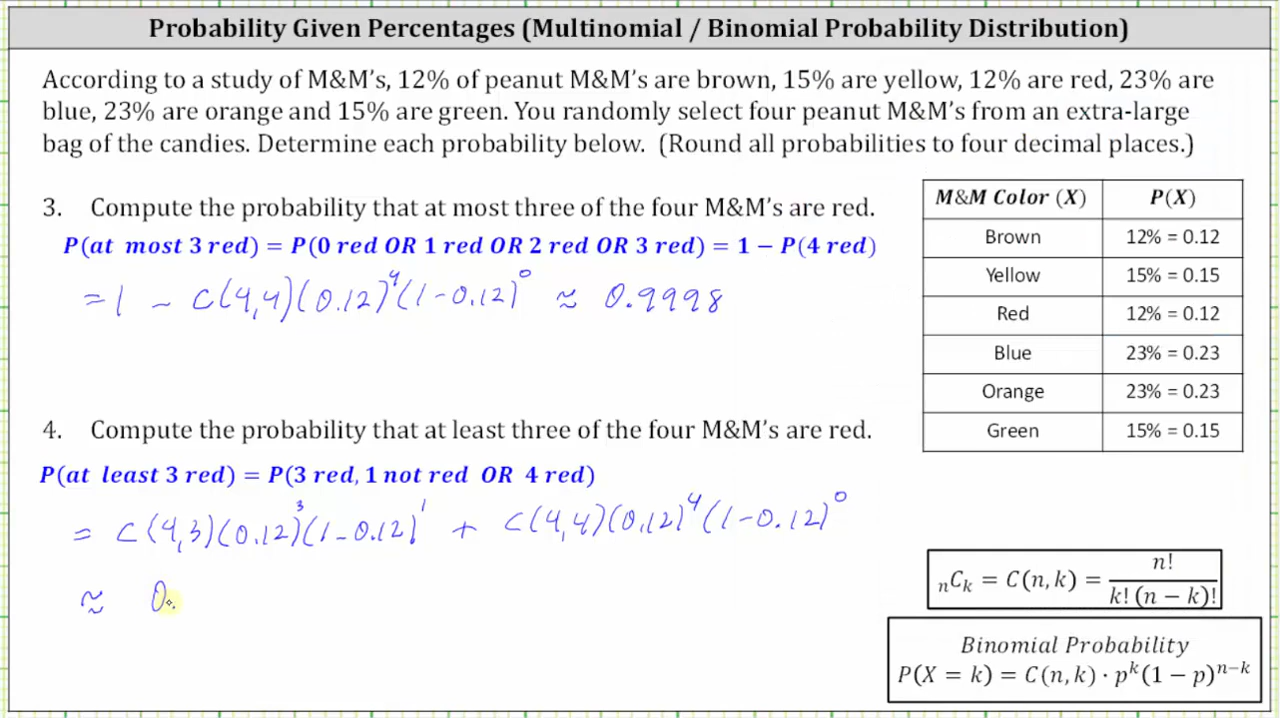 Probability Given Percentages (Multinomial / Binomial Probability Distribution)
According to a study of M&M's, 12% of peanut M&M's are brown, 15% are yellow, 12% are red, 23% are
blue, 23% are orange and 15% are green. You randomly select four peanut M&M's from an extra-large
bag of the candies. Determine each probability below. (Round all probabilities to four decimal places.)
3. Compute the probability that at most three of the four M&M's are red.
P(at most 3 red) = P(0 red OR 1 red OR 2 red OR 3 red) = 1 − P(4 red)
= 1 − C(4,4)(0.12)⁴(1−0.12)⁰ ≈ 0.9998
M&M Color (X) P(X)
Brown 12% = 0.12
Yellow 15% = 0.15
Red 12% = 0.12
Blue 23% = 0.23
Orange 23% = 0.23
Green 15% = 0.15
4. Compute the probability that at least three of the four M&M's are red.
P(at least 3 red) = P(3 red, 1 not red OR 4 red)
= C(4,3)(0.12)³(1−0.12)¹ + C(4,4)(0.12)⁴(1−0.12)⁰
≈ 0.
ₙCₖ = C(n, k) = n! / k! (n − k)!
Binomial Probability
P(X = k) = C(n, k) · pᵏ(1 − p)ⁿ⁻ᵏ